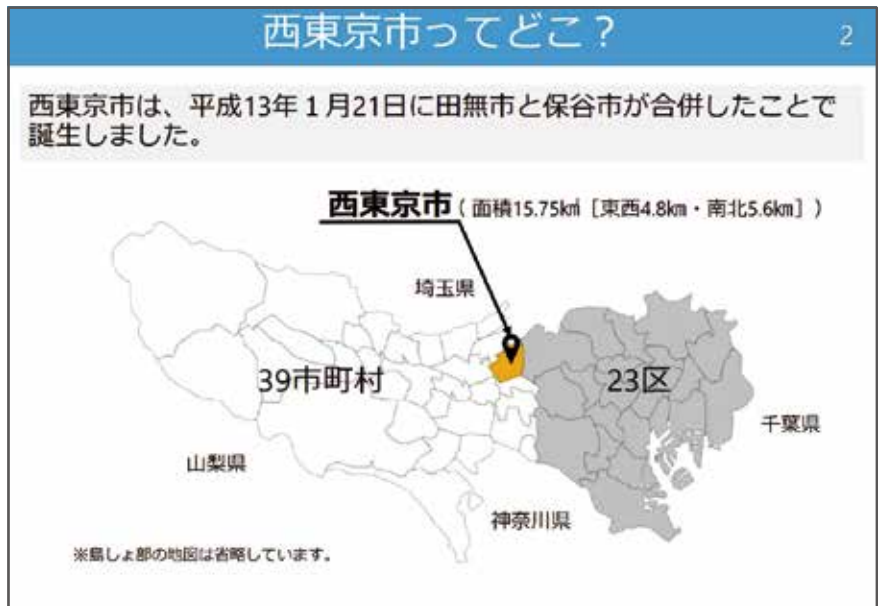 西東京市ってどこ？
2
西東京市は、平成13年１月21日に田無市と保谷市が合併したことで
誕生しました。
西東京市（面積15.75㎢［東西4.8㎞・南北5.6㎞］）
埼玉県
39市町村
23区
千葉県
山梨県
神奈川県
※島しょ部の地図は省略しています。